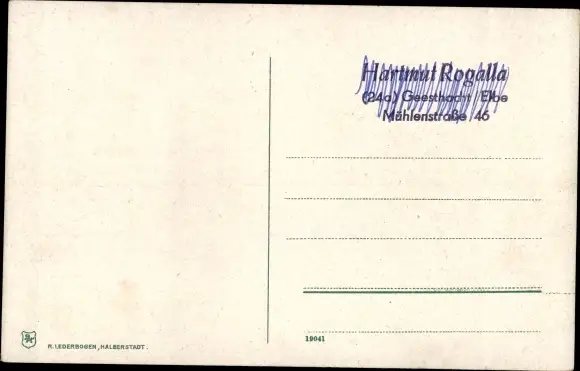 Hartmut Rogalla
(24a) Geesthacht / Elbe
Mühlenstraße 46
R. LEDERBOGEN, HALBERSTADT.
19041